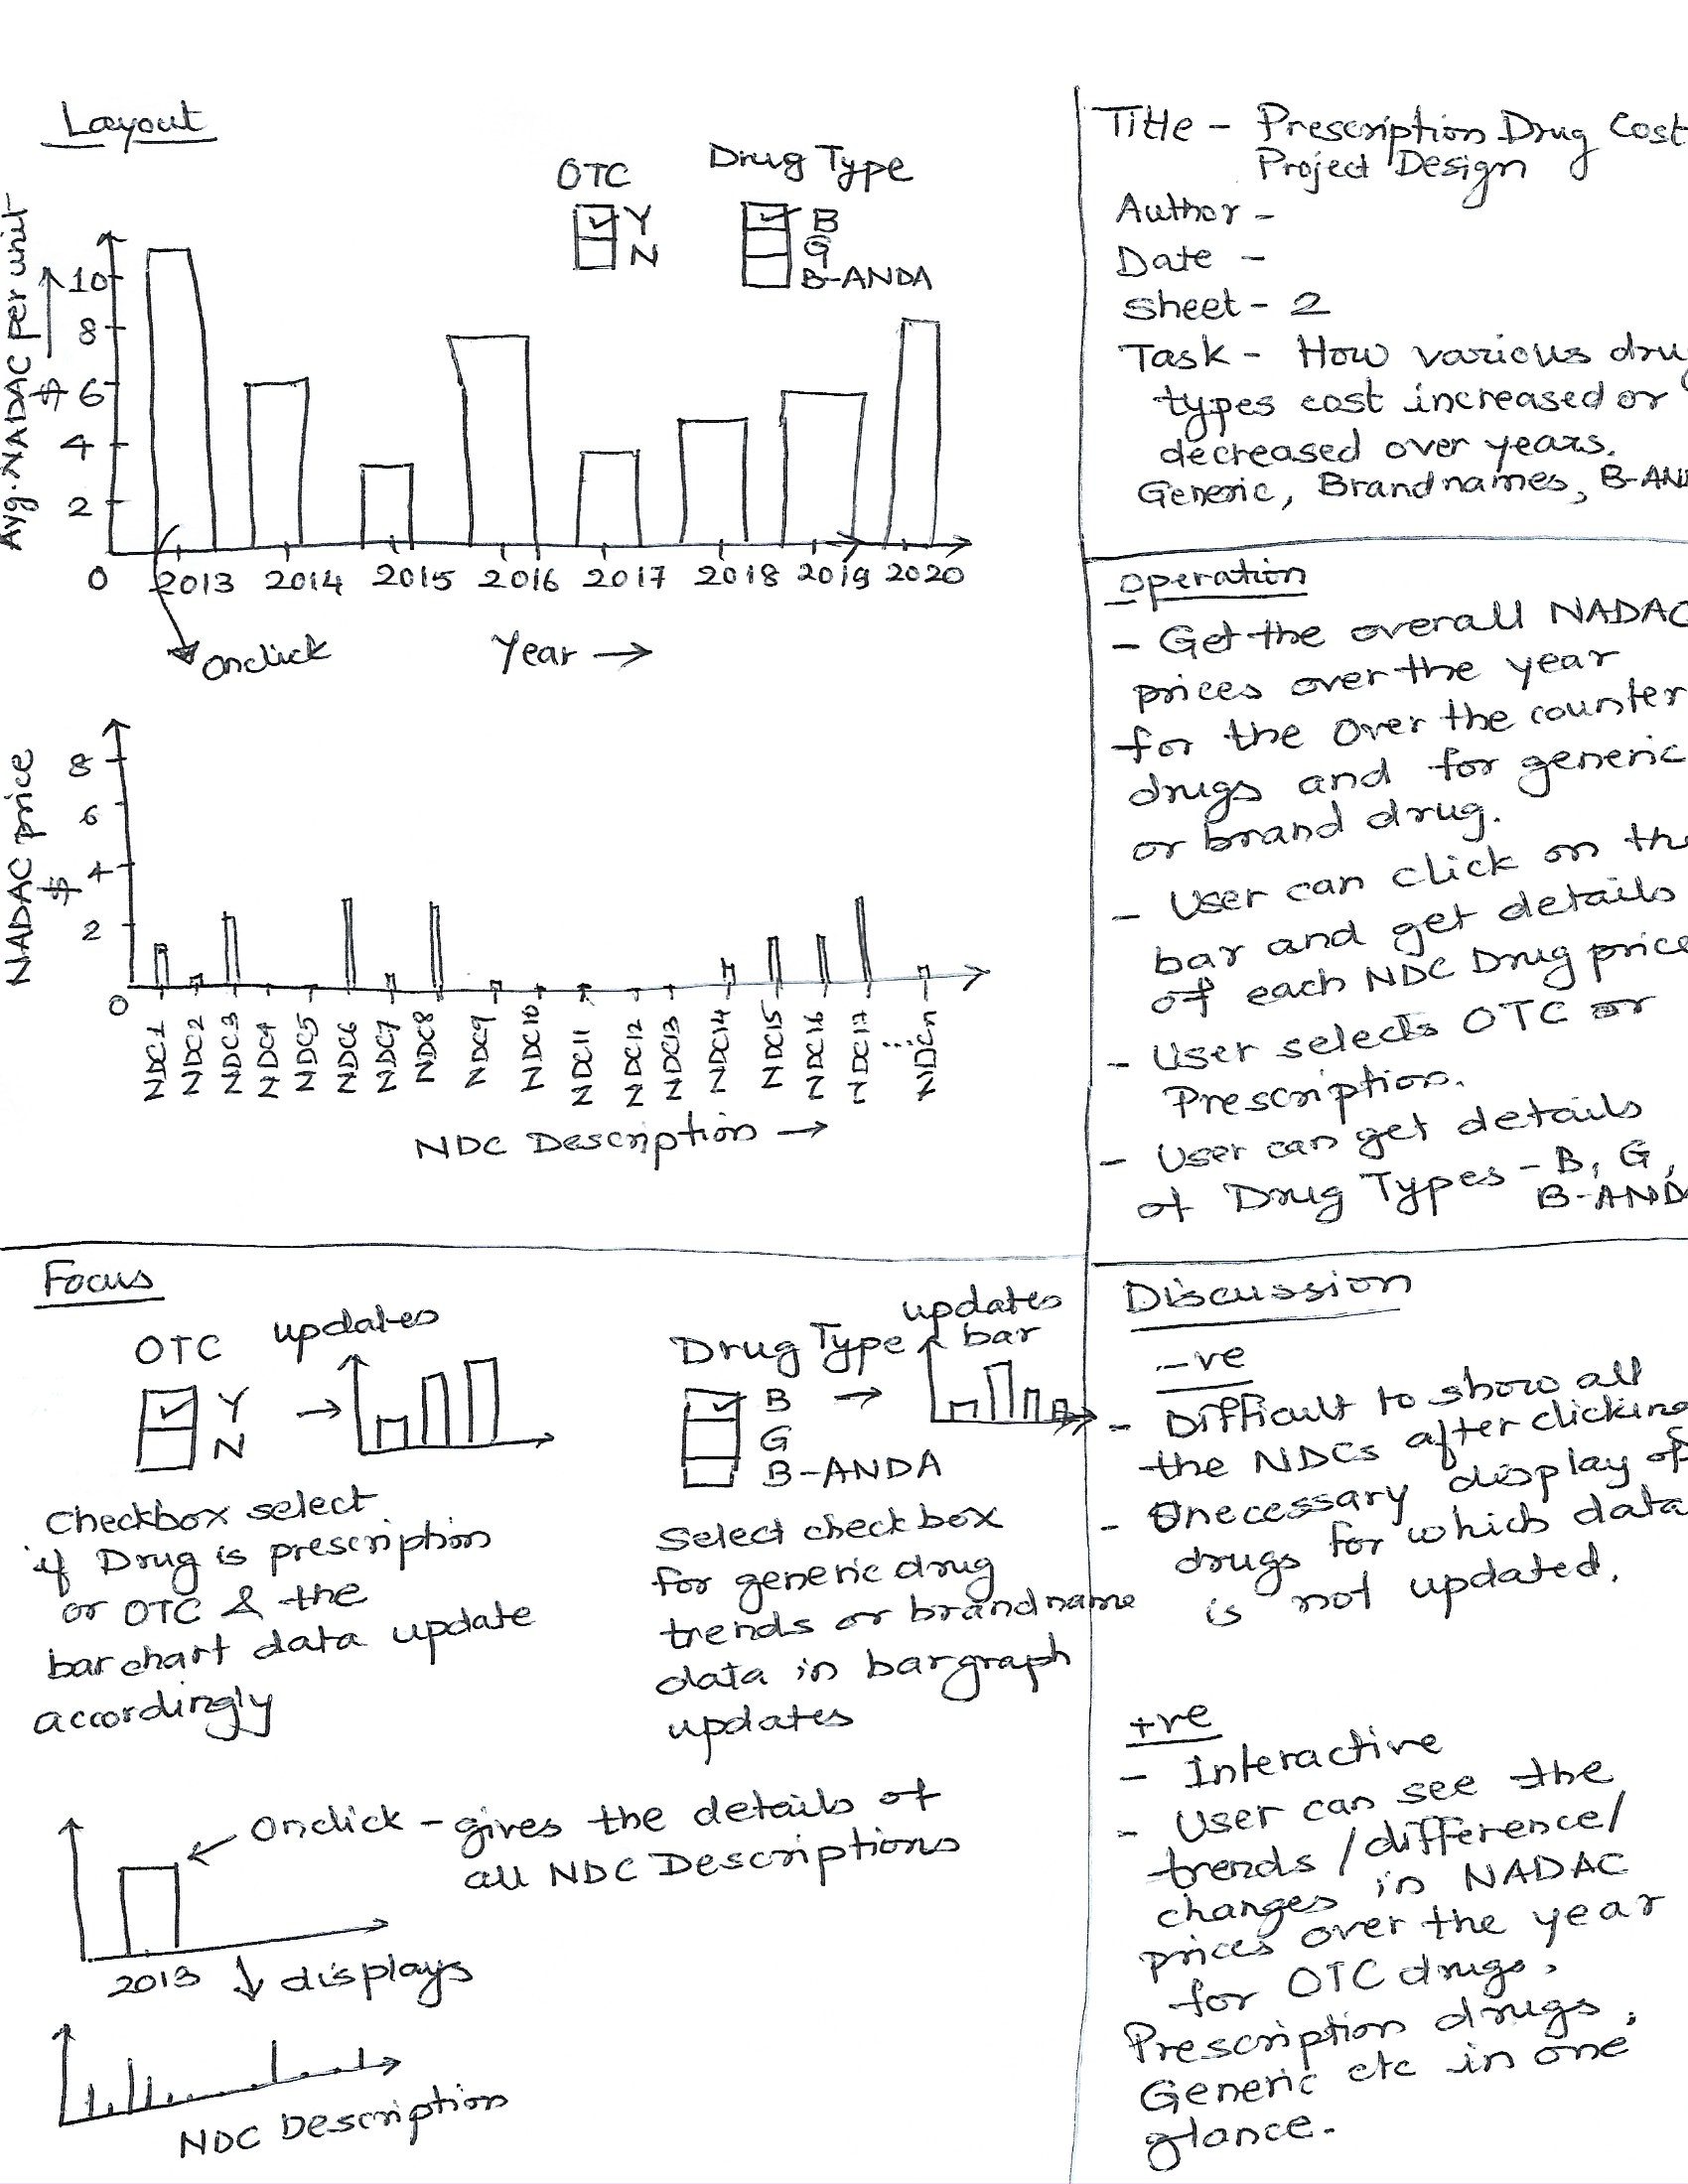 Layout
OTC
Y
N
Drug Type
B
G
B-ANDA
Avg. NADAC per unit
$
10
8
6
4
2
0
2013 2014 2015 2016 2017 2018 2019 2020
Onclick
Year
NADAC price
$
8
6
4
2
0
NDC1 NDC2 NDC3 NDC4 NDC5 NDC6 NDC7 NDC8 NDC9 NDC10 NDC11 NDC12 NDC13 NDC14 NDC15 NDC16 NDC17 ... NDCn
NDC Description
Title - Prescription Drug Cost
Project Design
Author -
Date -
Sheet - 2
Task - How various dru
types cost increased or
decreased over years.
Generic, Brandnames, B-AN
Operation
- Get the overall NADAC
prices over the year
for the Over the counter
drugs and for generic
or brand drug.
- User can click on the
bar and get details
of each NDC Drug price
- User selects OTC or
Prescription.
- User can get details
of Drug Types - B, G,
B-AND
Focus
OTC updates
Y
N
Checkbox select
if Drug is prescription
or OTC & the
barchart data update
accordingly
Drug Type updates
bar
B
G
B-ANDA
Select checkbox
for generic drug
trends or brandname
data in bargraph
updates
Onclick - gives the details of
all NDC Descriptions
2013
displays
NDC Description
Discussion
-ve
- Difficult to show all
the NDCs after clicking
- Unecessary display of
drugs for which data
is not updated.
+ve
- Interactive
- User can see the
trends/difference/
changes in NADAC
prices over the year
for OTC drugs,
Prescription drugs,
Generic etc in one
glance.